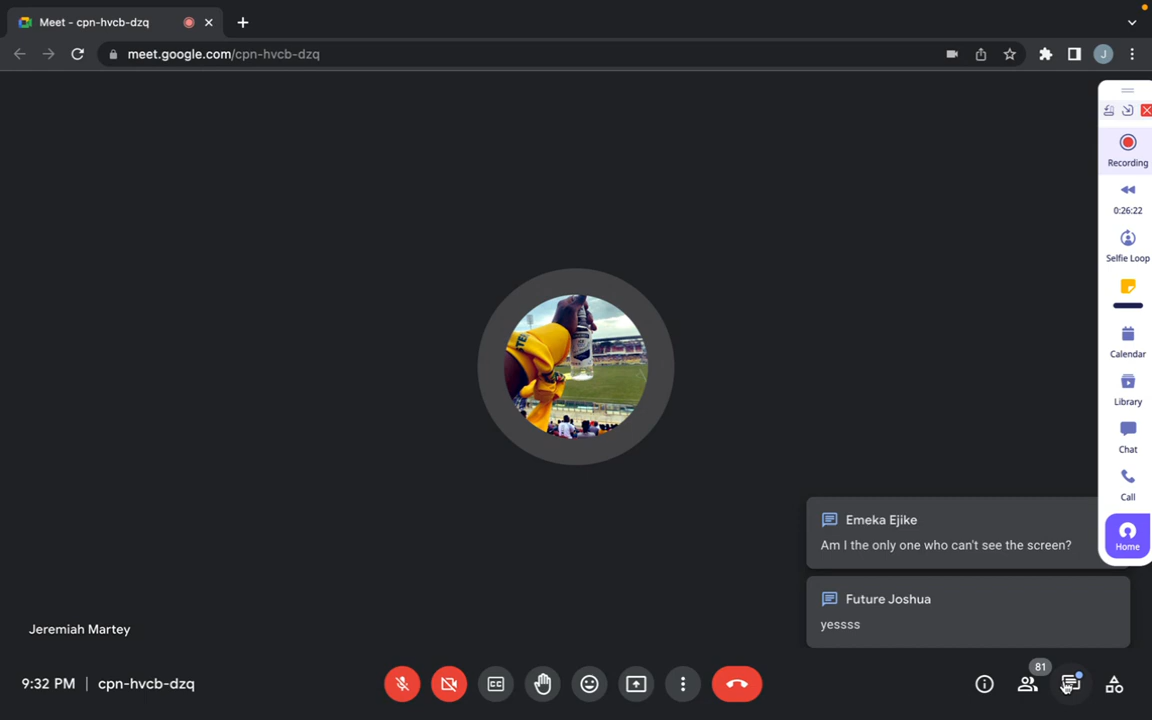 Meet - cpn-hvcb-dzq
meet.google.com/cpn-hvcb-dzq
J
Recording
0:26:22
Selfie Loop
Calendar
Library
Chat
Call
Home
Emeka Ejike
Am I the only one who can't see the screen?
Future Joshua
yessss
Jeremiah Martey
9:32 PM | cpn-hvcb-dzq
CC
81